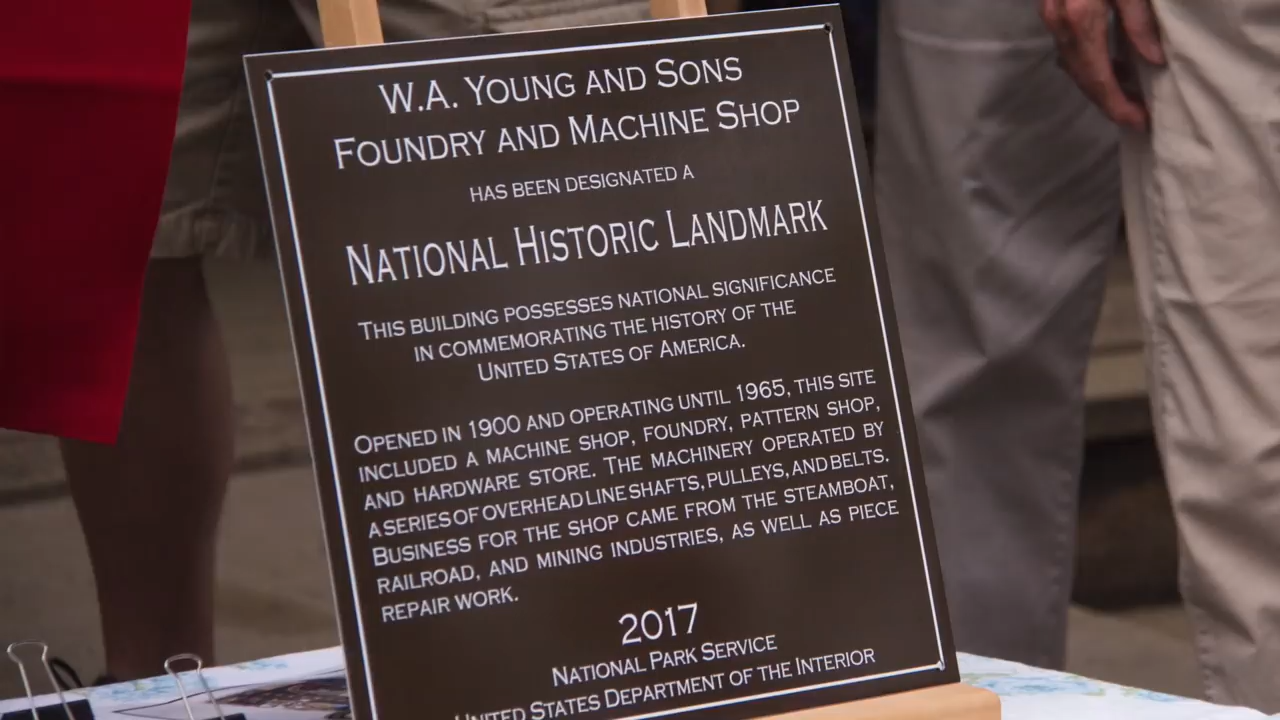 W.A. YOUNG AND SONS
FOUNDRY AND MACHINE SHOP
HAS BEEN DESIGNATED A
NATIONAL HISTORIC LANDMARK
THIS BUILDING POSSESSES NATIONAL SIGNIFICANCE
IN COMMEMORATING THE HISTORY OF THE
UNITED STATES OF AMERICA.
OPENED IN 1900 AND OPERATING UNTIL 1965, THIS SITE
INCLUDED A MACHINE SHOP, FOUNDRY, PATTERN SHOP,
AND HARDWARE STORE. THE MACHINERY OPERATED BY
A SERIES OF OVERHEAD LINE SHAFTS, PULLEYS, AND BELTS.
BUSINESS FOR THE SHOP CAME FROM THE STEAMBOAT,
RAILROAD, AND MINING INDUSTRIES, AS WELL AS PIECE
REPAIR WORK.
2017
NATIONAL PARK SERVICE
UNITED STATES DEPARTMENT OF THE INTERIOR